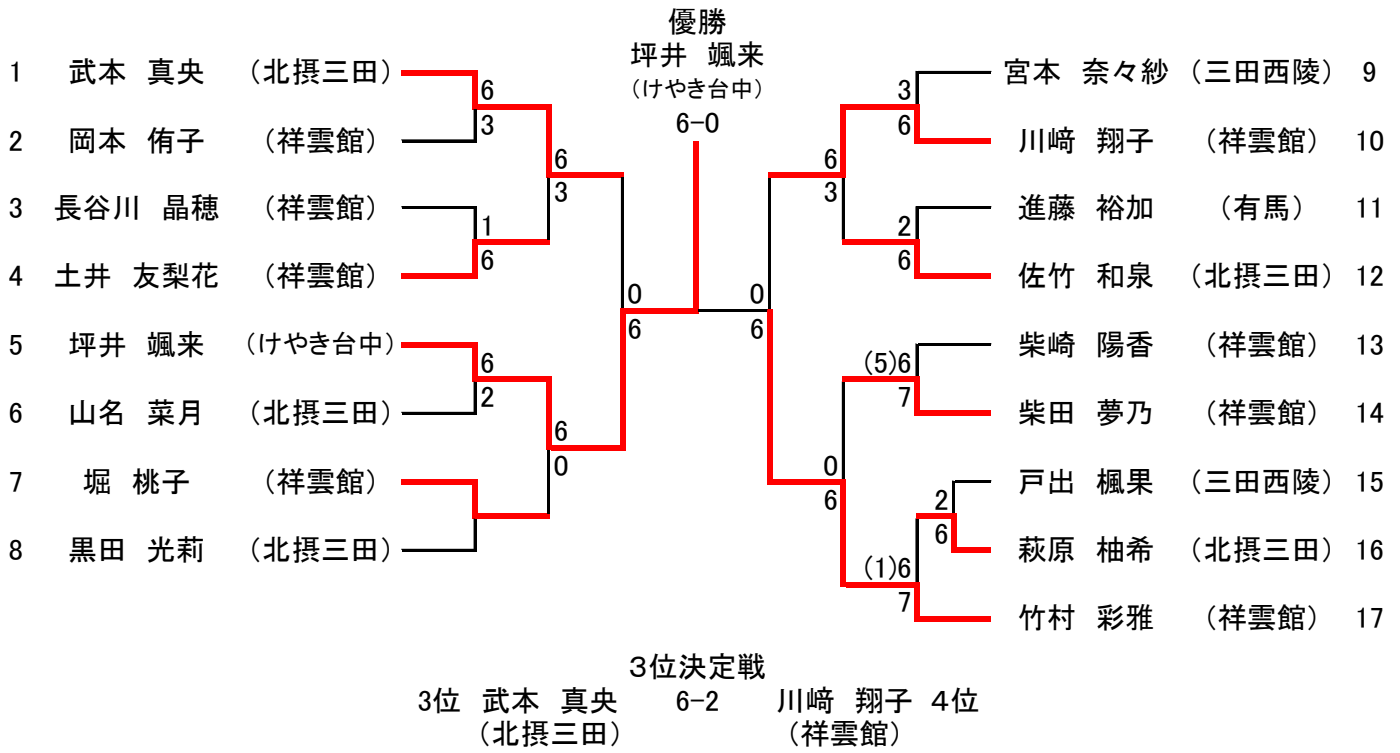 優勝
坪井 颯来
(けやき台中)
6-0
1 武本 真央 (北摂三田)
6
3
2 岡本 侑子 (祥雲館)
6
3
3 長谷川 晶穂 (祥雲館)
1
6
4 土井 友梨花 (祥雲館)
0
6
5 坪井 颯来 (けやき台中)
6
2
6 山名 菜月 (北摂三田)
6
0
7 堀 桃子 (祥雲館)
8 黒田 光莉 (北摂三田)
宮本 奈々紗 (三田西陵) 9
3
6
川﨑 翔子 (祥雲館) 10
6
3
進藤 裕加 (有馬) 11
2
6
佐竹 和泉 (北摂三田) 12
0
6
柴崎 陽香 (祥雲館) 13
(5)6
7
柴田 夢乃 (祥雲館) 14
0
6
戸出 楓果 (三田西陵) 15
2
6
萩原 柚希 (北摂三田) 16
(1)6
7
竹村 彩雅 (祥雲館) 17
3位決定戦
3位 武本 真央 6-2 川﨑 翔子 4位
(北摂三田) (祥雲館)